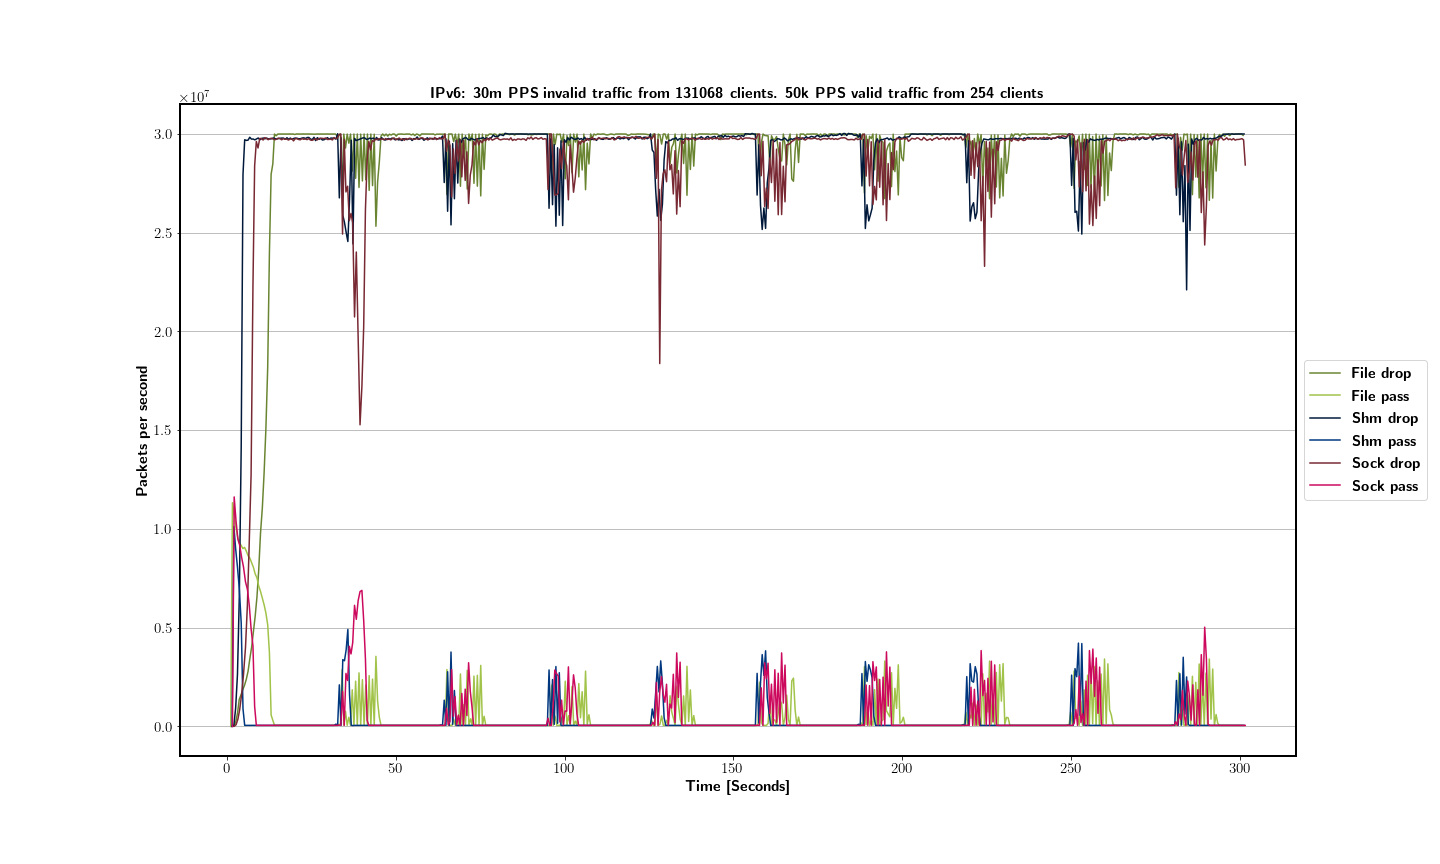 IPv6: 30m PPS invalid traffic from 131068 clients. 50k PPS valid traffic from 254 clients
×10⁷
3.0
2.5
2.0
1.5
1.0
0.5
0.0
Packets per second
0 50 100 150 200 250 300
Time [Seconds]
File drop
File pass
Shm drop
Shm pass
Sock drop
Sock pass